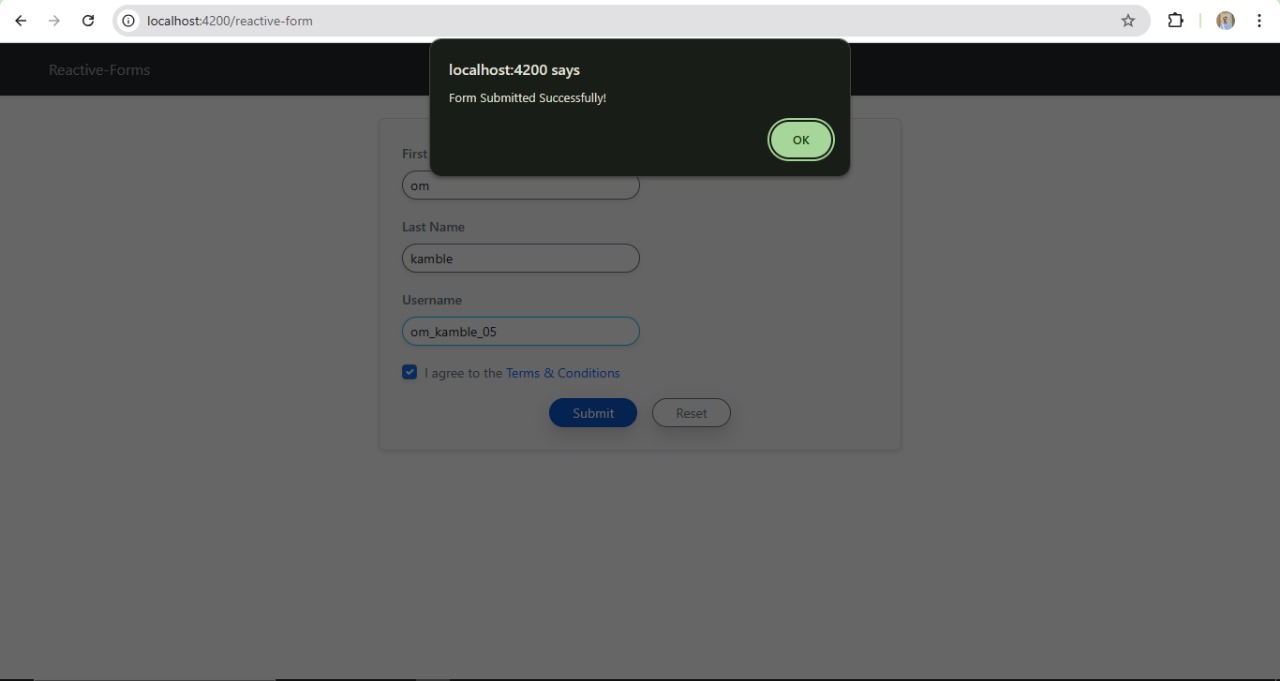 localhost:4200/reactive-form
Reactive-Forms
localhost:4200 says
Form Submitted Successfully!
OK
First
om
Last Name
kamble
Username
om_kamble_05
I agree to the Terms & Conditions
Submit Reset